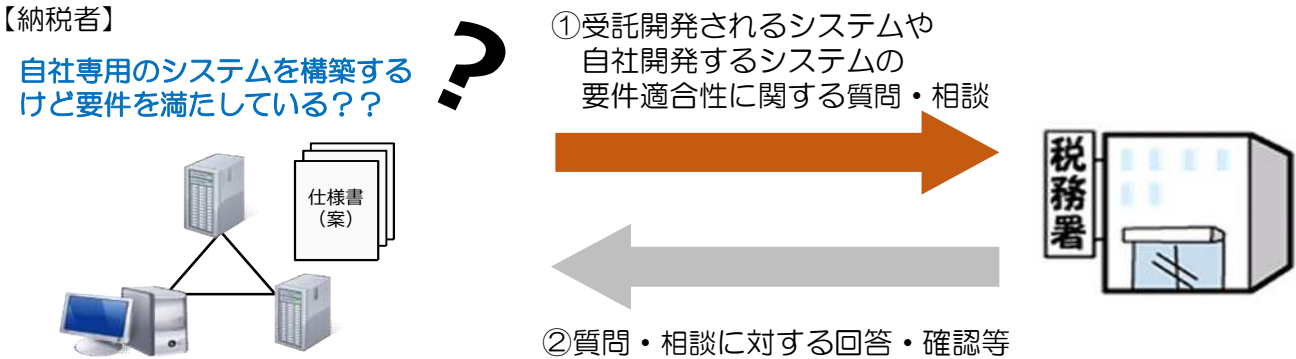 【納税者】
自社専用のシステムを構築する
けど要件を満たしている？？
？
①受託開発されるシステムや
自社開発するシステムの
要件適合性に関する質問・相談
仕様書
（案）
税務署
②質問・相談に対する回答・確認等